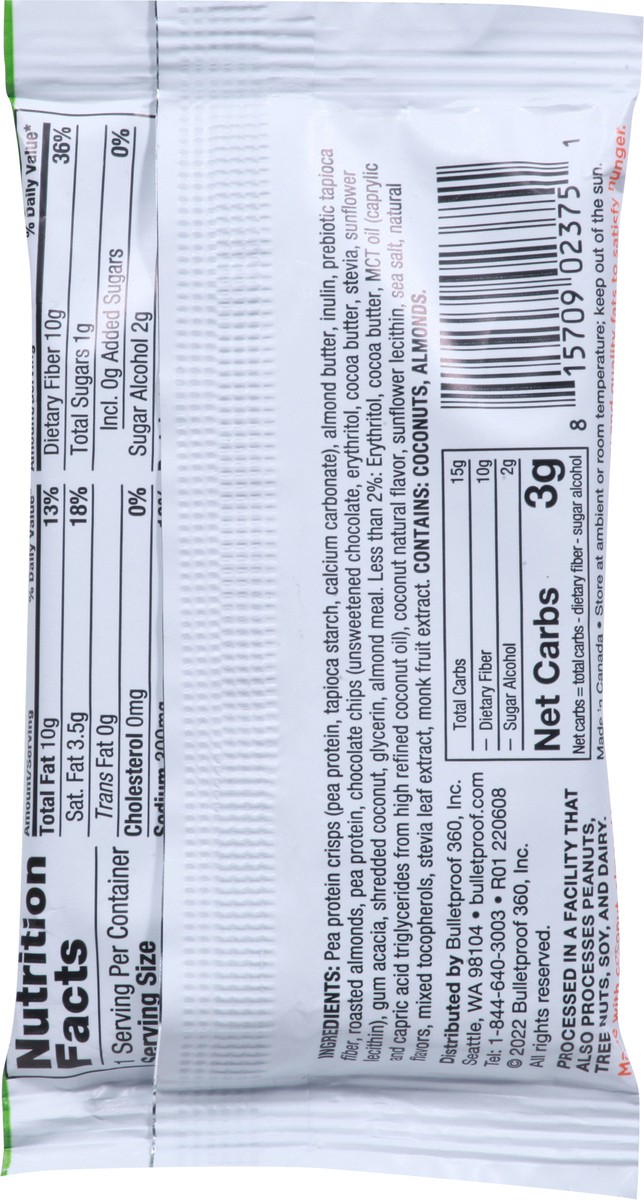 Nutrition
Facts
1 Serving Per Container
Serving Size
Amount/Serving % Daily Value*
Total Fat 10g 13%
Sat. Fat 3.5g 18%
Trans Fat 0g
Cholesterol 0mg 0%
Sodium 200mg
% Daily Value*
Dietary Fiber 10g 36%
Total Sugars 1g
Incl. 0g Added Sugars 0%
Sugar Alcohol 2g
INGREDIENTS: Pea protein crisps (pea protein, tapioca starch, calcium carbonate), almond butter, inulin, prebiotic tapioca
fiber, roasted almonds, pea protein, chocolate chips (unsweetened chocolate, erythritol, cocoa butter, stevia, sunflower
lecithin), gum acacia, shredded coconut, glycerin, almond meal. Less than 2%: Erythritol, cocoa butter, MCT oil (caprylic
and capric acid triglycerides from high refined coconut oil), coconut natural flavor, sunflower lecithin, sea salt, natural
flavors, mixed tocopherols, stevia leaf extract, monk fruit extract. CONTAINS: COCONUTS, ALMONDS.
Distributed by Bulletproof 360, Inc.
Seattle, WA 98104 • bulletproof.com
Tel: 1-844-640-3003 • R01 220608
© 2022 Bulletproof 360, Inc.
All rights reserved.
PROCESSED IN A FACILITY THAT
ALSO PROCESSES PEANUTS,
TREE NUTS, SOY, AND DAIRY.
Total Carbs 15g
– Dietary Fiber 10g
– Sugar Alcohol 2g
Net Carbs 3g
Net carbs = total carbs - dietary fiber - sugar alcohol
8 15709 02375 1
Made in Canada • Store at ambient or room temperature; keep out of the sun.
with coconut
and quality fats to satisfy hunger.